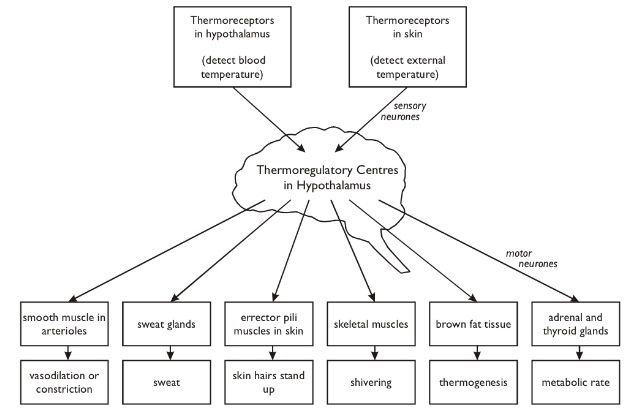 Thermoreceptors
in hypothalamus
(detect blood
temperature)
Thermoreceptors
in skin
(detect external
temperature)
sensory
neurones
Thermoregulatory Centres
in Hypothalamus
motor
neurones
smooth muscle in
arterioles
sweat glands
errector pili
muscles in skin
skeletal muscles
brown fat tissue
adrenal and
thyroid glands
vasodilation or
constriction
sweat
skin hairs stand
up
shivering
thermogenesis
metabolic rate